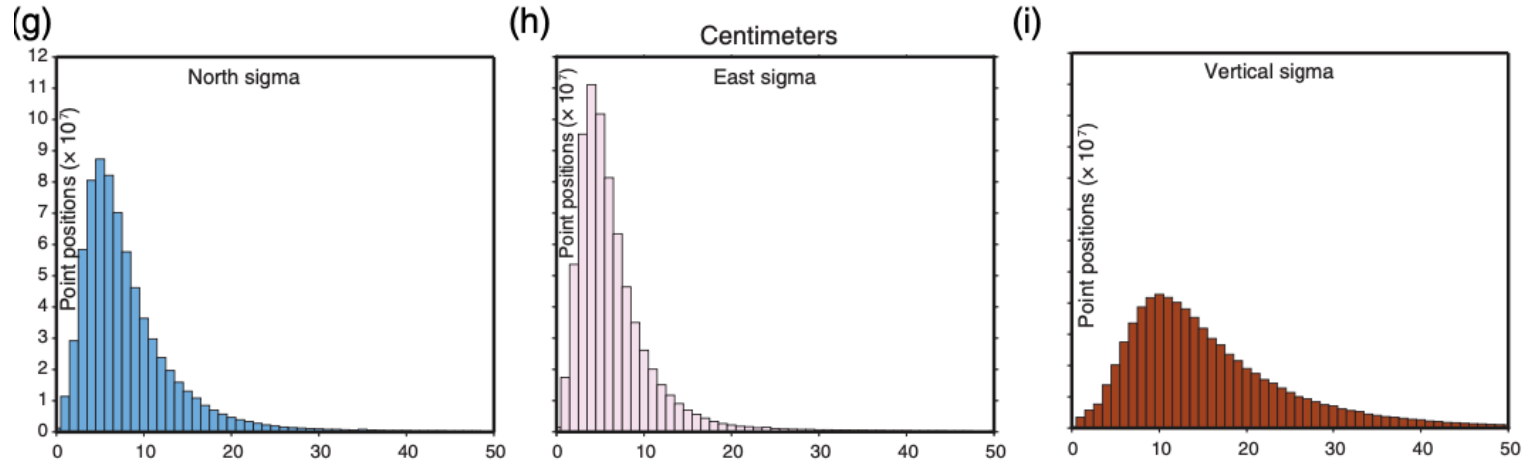 (g)
North sigma
Point positions (× 10⁷)
12
11
10
9
8
7
6
5
4
3
2
1
0
0 10 20 30 40 50
(h)
Centimeters
East sigma
Point positions (× 10⁷)
0 10 20 30 40 50
(i)
Vertical sigma
Point positions (× 10⁷)
0 10 20 30 40 50